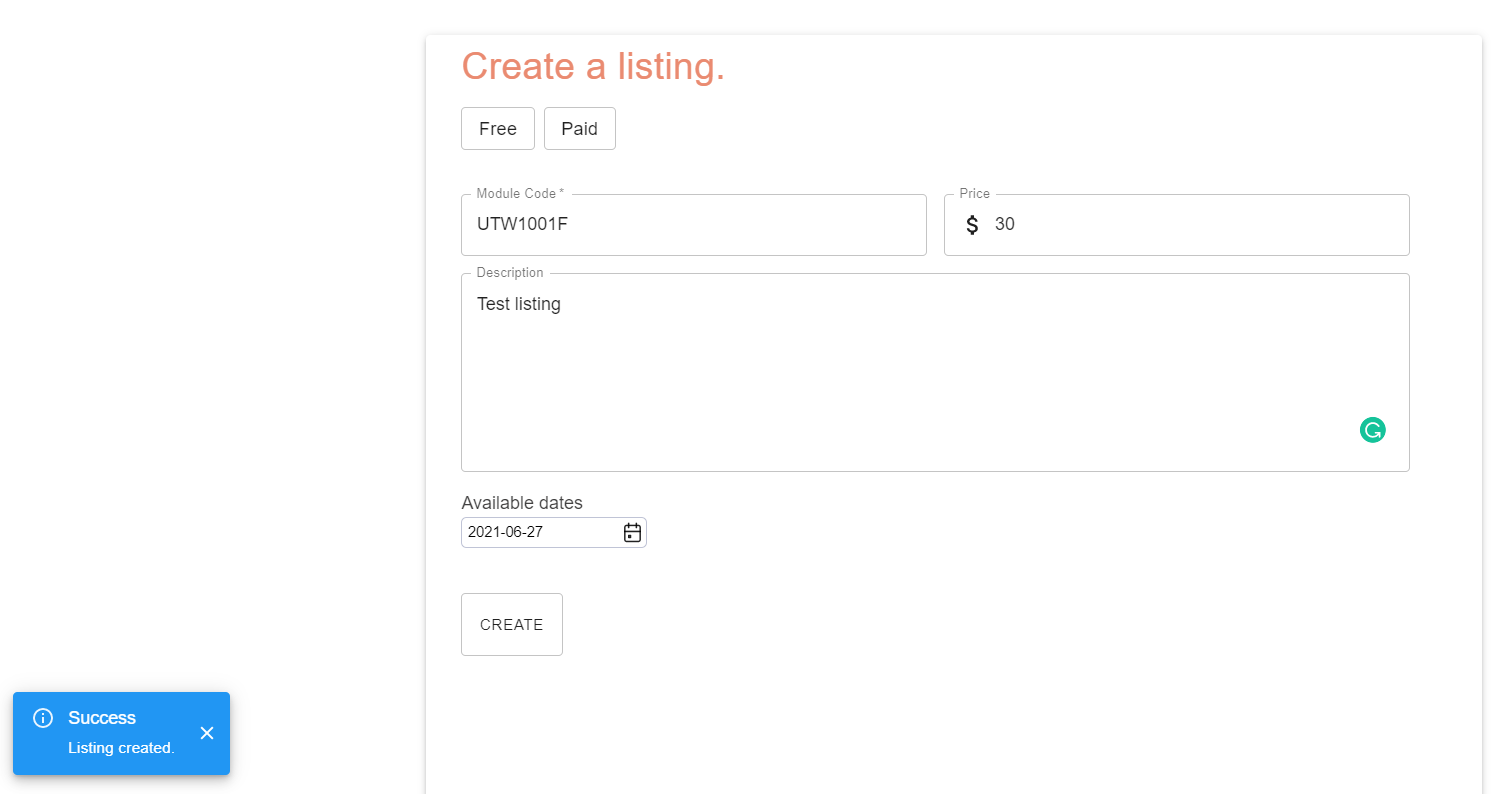 Create a listing.
Free Paid
Module Code *
UTW1001F
Price
$ 30
Description
Test listing
Available dates
2021-06-27
CREATE
Success
Listing created.